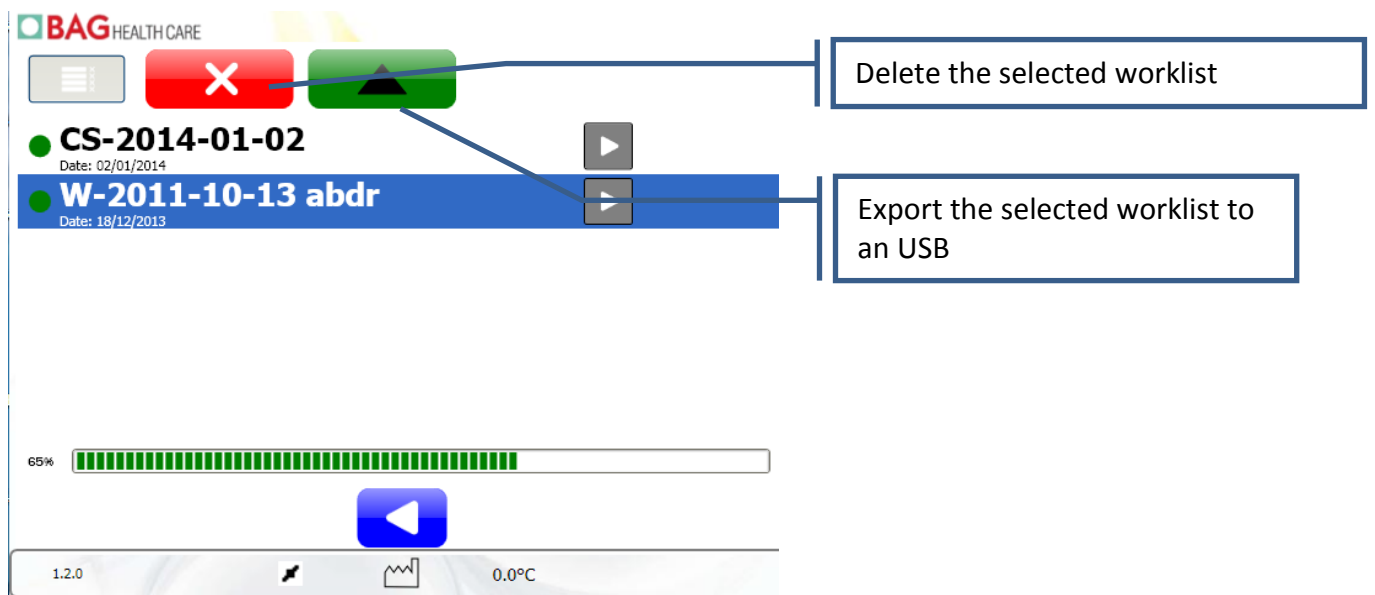 BAG HEALTH CARE
Delete the selected worklist
CS-2014-01-02
Date: 02/01/2014
W-2011-10-13 abdr
Date: 18/12/2013
Export the selected worklist to
an USB
65%
1.2.0
0.0°C